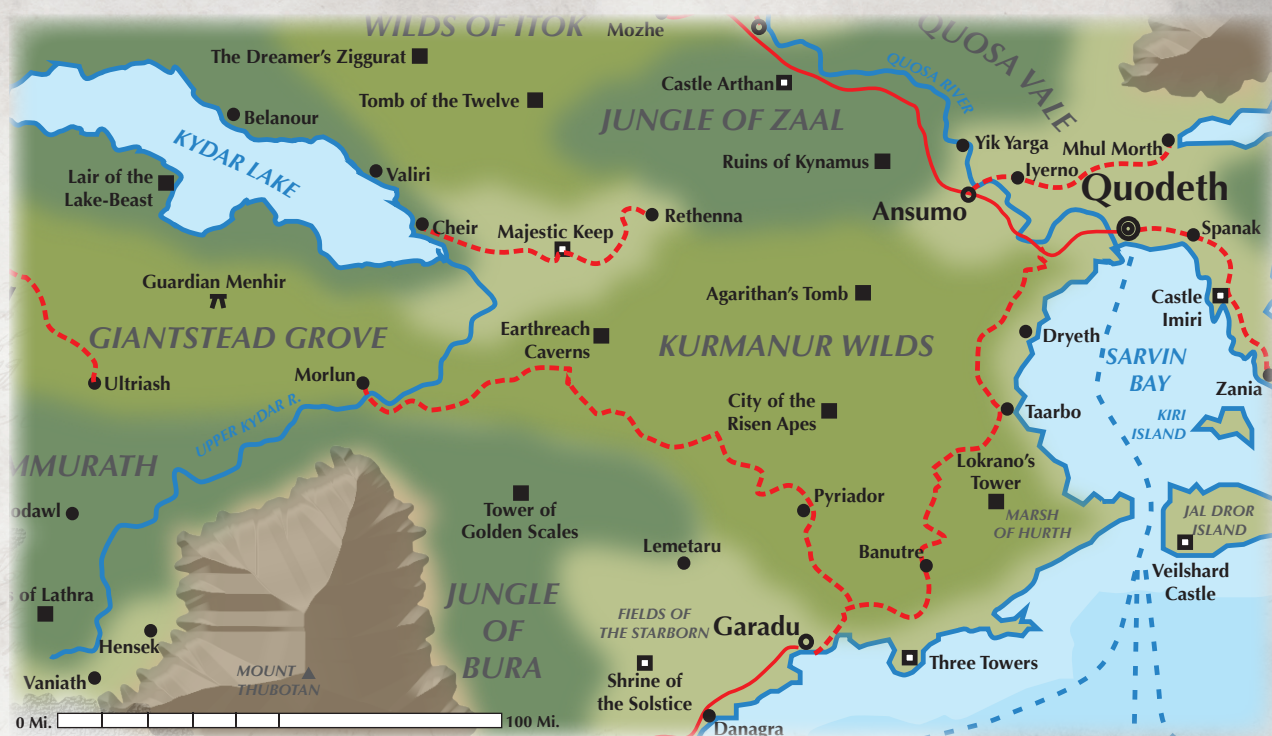 WILDS OF ITOK
Mozhe
QUOSA VALE
The Dreamer's Ziggurat
QUOSA RIVER
Castle Arthan
Tomb of the Twelve
Belanour
JUNGLE OF ZAAL
KYDAR LAKE
Yik Yarga
Mhul Morth
Ruins of Kynamus
Iyerno
Valiri
Lair of the
Lake-Beast
Quodeth
Ansumo
Rethenna
Cheir
Majestic Keep
Spanak
Guardian Menhir
Agarithan's Tomb
Castle
Imiri
GIANTSTEAD GROVE
Earthreach
Caverns
KURMANUR WILDS
Dryeth
SARVIN
BAY
Ultriash
Morlun
Zania
City of the
Risen Apes
Taarbo
KIRI
ISLAND
UPPER KYDAR R.
MMURATH
Lokrano's
Tower
Pyriador
odawl
Tower of
Golden Scales
MARSH
OF HURTH
JAL DROR
ISLAND
Lemetaru
Banutre
Veilshard
Castle
s of Lathra
JUNGLE
OF
BURA
FIELDS OF
THE STARBORN
Garadu
Hensek
Three Towers
MOUNT
THUBOTAN
Vaniath
Shrine of
the Solstice
0 Mi.
100 Mi.
Danagra